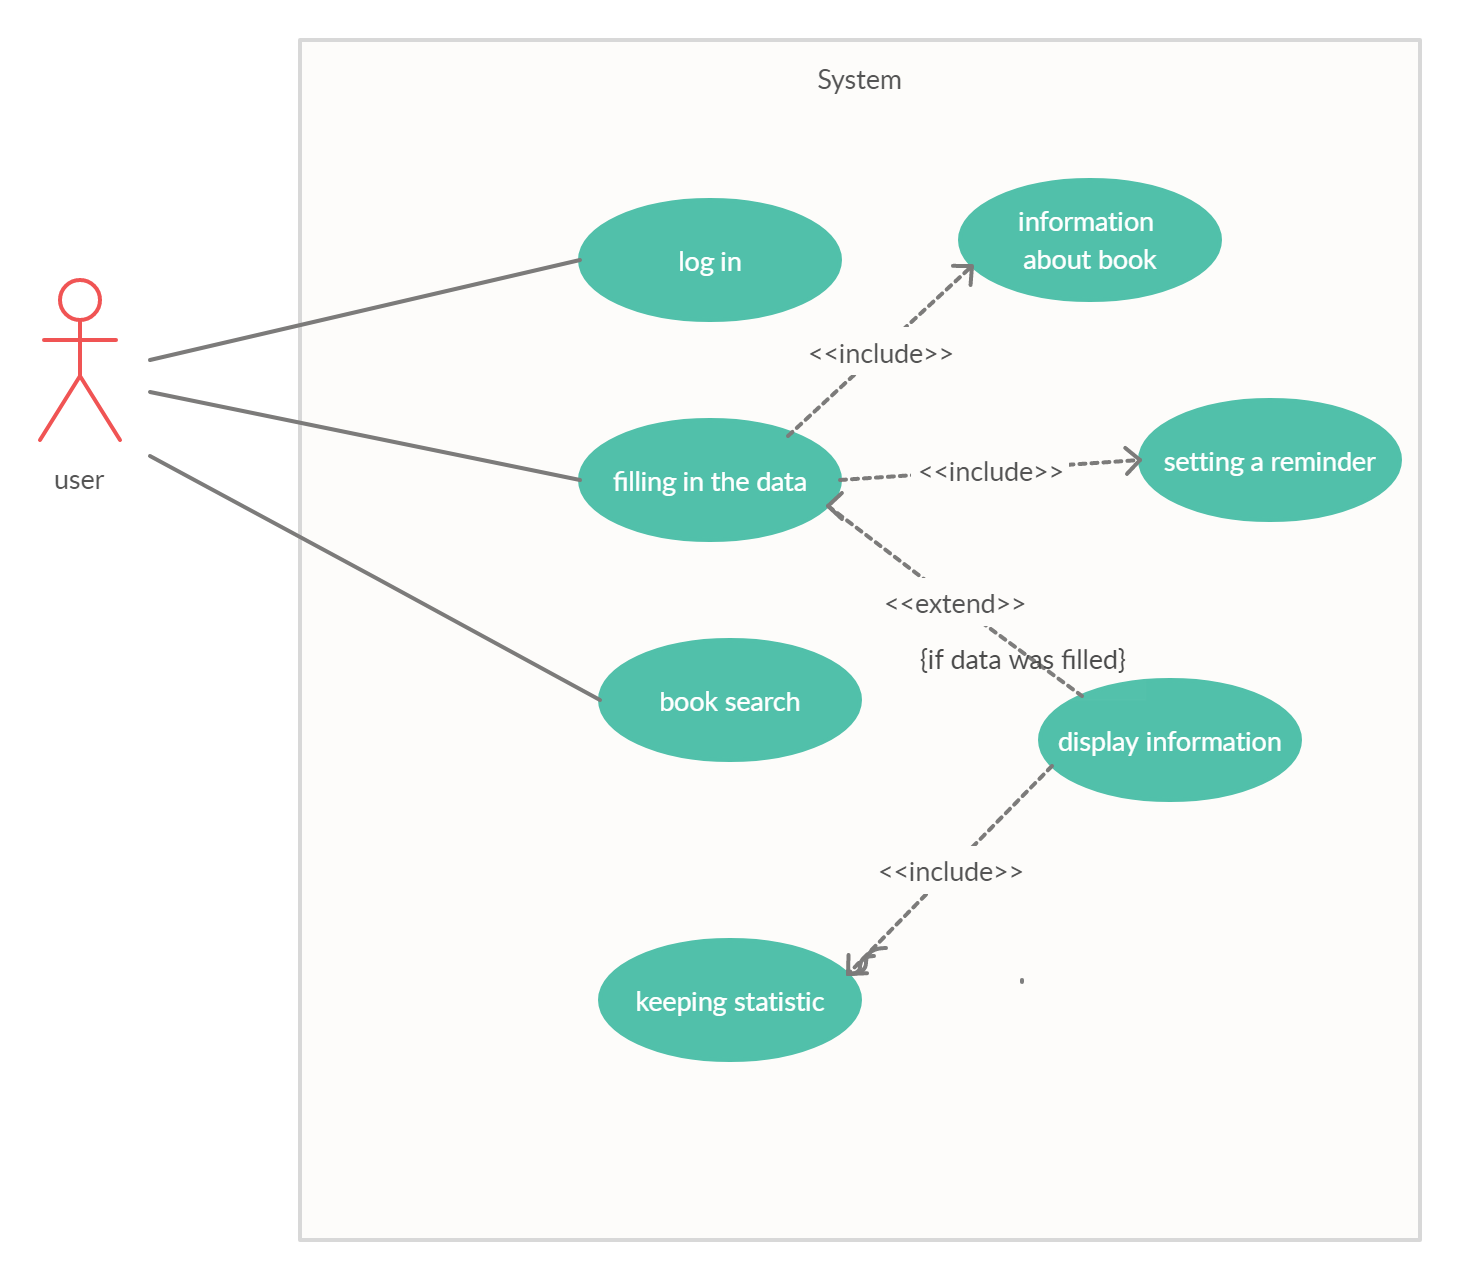 System
information
about book
log in
<<include>>
setting a reminder
<<include>>
filling in the data
user
<<extend>>
{if data was filled}
book search
display information
<<include>>
keeping statistic